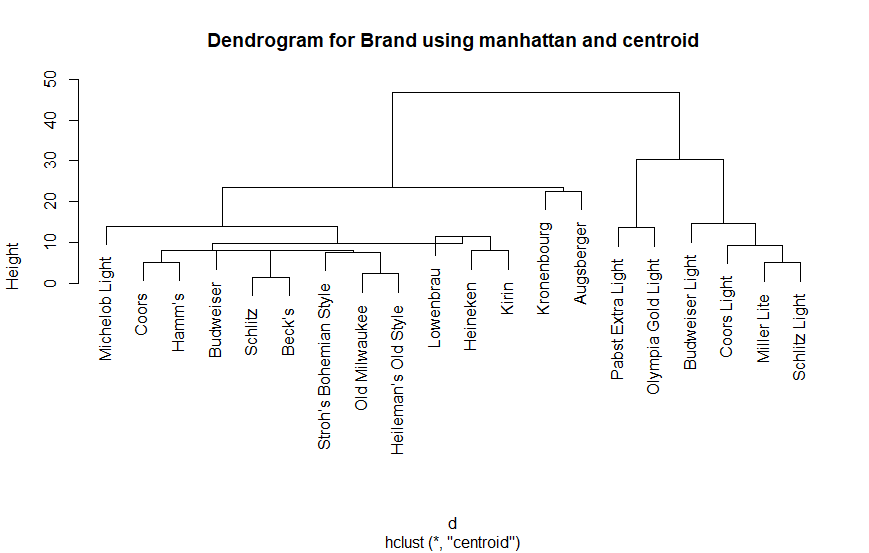 Dendrogram for Brand using manhattan and centroid
50
40
30
20
10
0
Height
Michelob Light
Coors
Hamm's
Budweiser
Schlitz
Beck's
Stroh's Bohemian Style
Old Milwaukee
Heileman's Old Style
Lowenbrau
Heineken
Kirin
Kronenbourg
Augsberger
Pabst Extra Light
Olympia Gold Light
Budweiser Light
Coors Light
Miller Lite
Schlitz Light
d
hclust (*, "centroid")